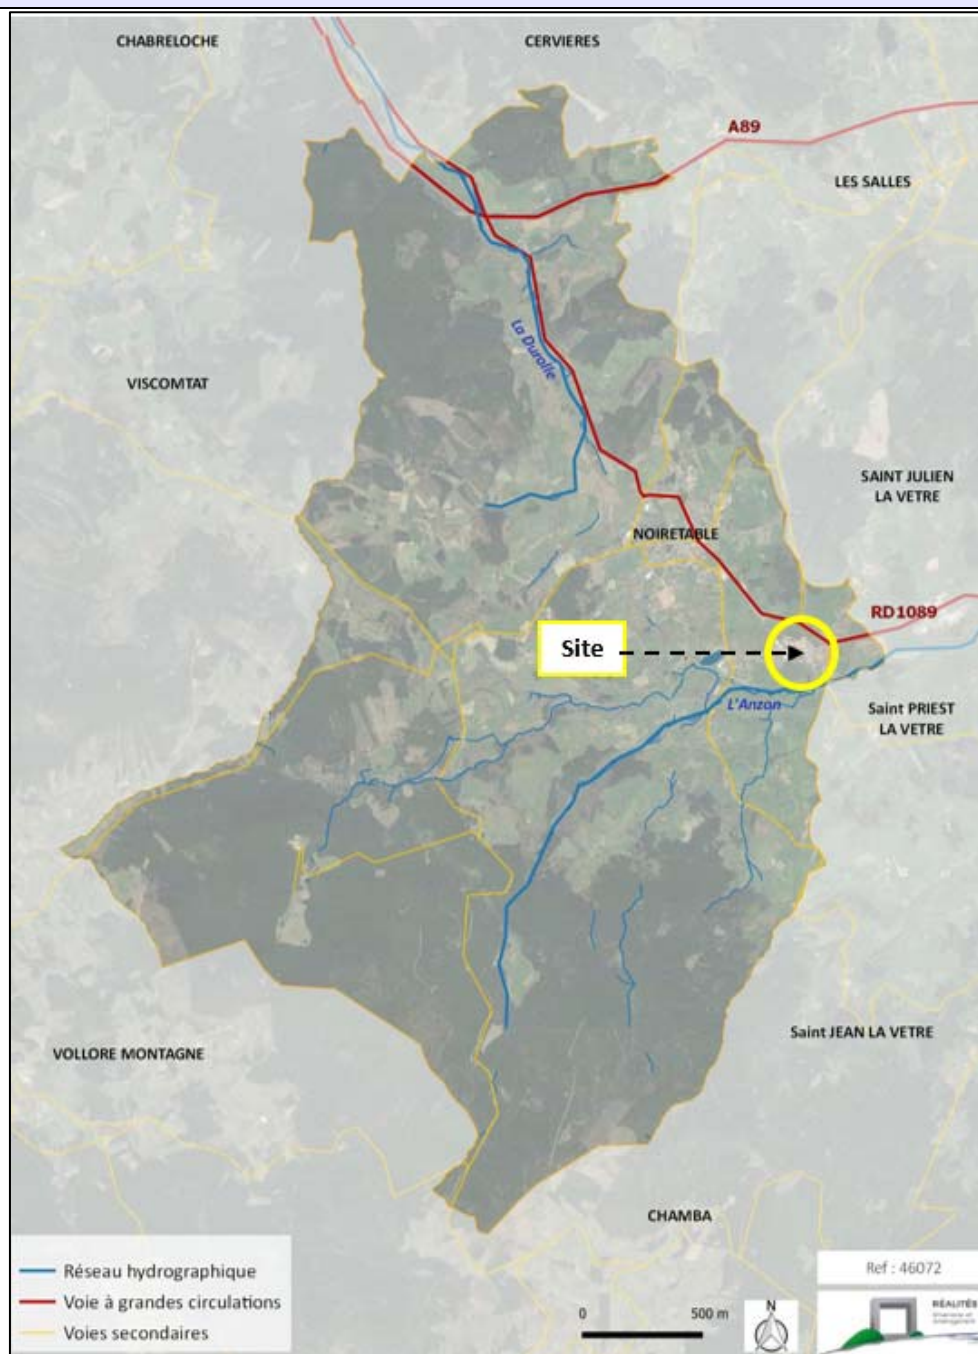 CHABRELOCHE
CERVIERES
A89
LES SALLES
La Durolle
VISCOMTAT
SAINT JULIEN
LA VETRE
NOIRETABLE
RD1089
Site
L'Anzon
Saint PRIEST
LA VETRE
Saint JEAN LA VETRE
VOLLORE MONTAGNE
CHAMBA
Réseau hydrographique
Voie à grandes circulations
Voies secondaires
0
500 m
N
Ref : 46072
RÉALITÉS